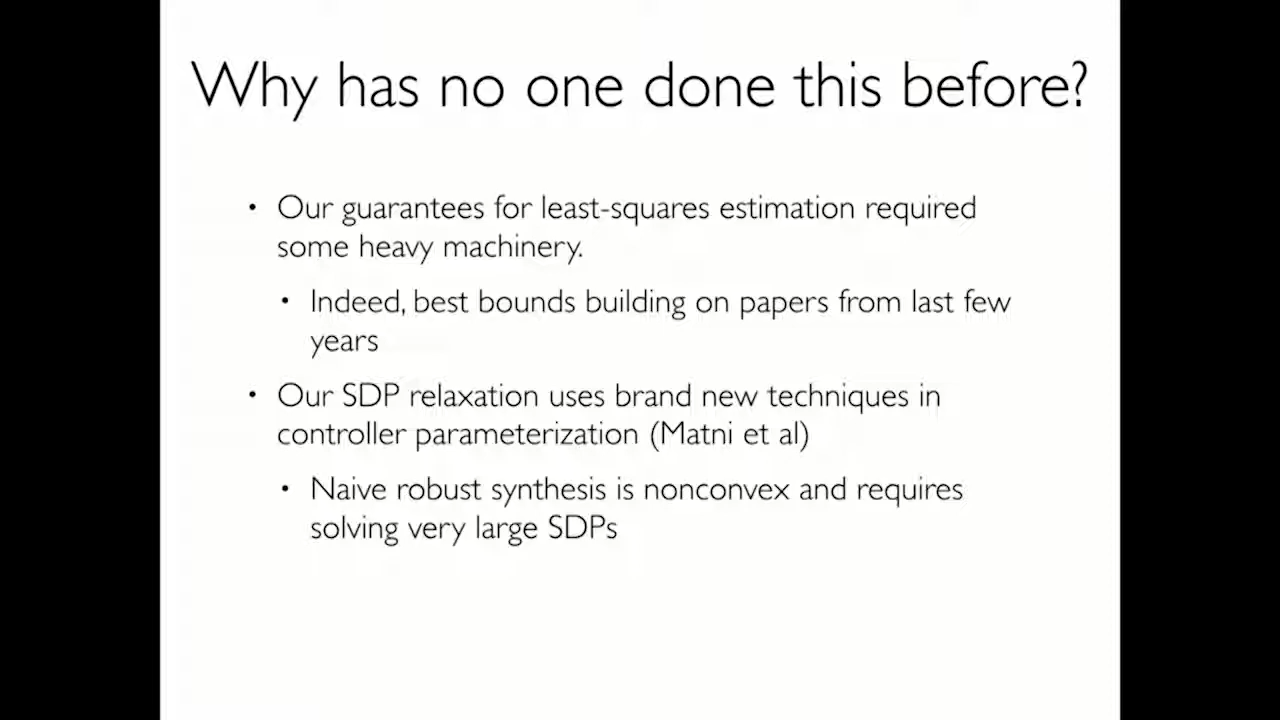 Why has no one done this before?
• Our guarantees for least-squares estimation required
some heavy machinery.
• Indeed, best bounds building on papers from last few
years
• Our SDP relaxation uses brand new techniques in
controller parameterization (Matni et al)
• Naive robust synthesis is nonconvex and requires
solving very large SDPs